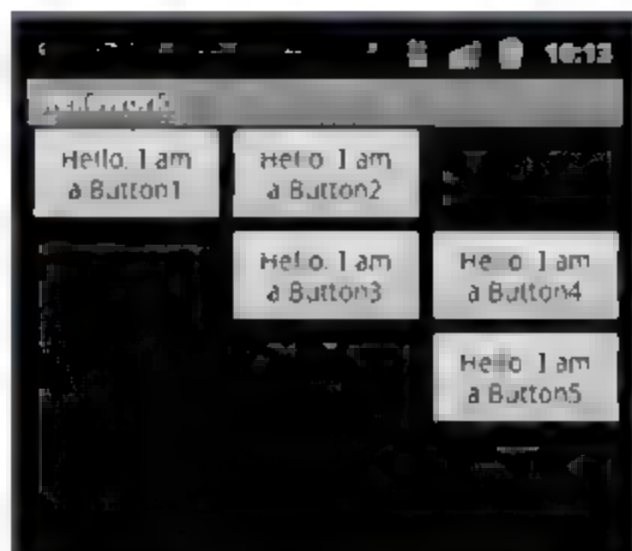 10:13
Hello, I am
a Button1
Hello, I am
a Button2
Hello, I am
a Button3
Hello, I am
a Button4
Hello, I am
a Button5